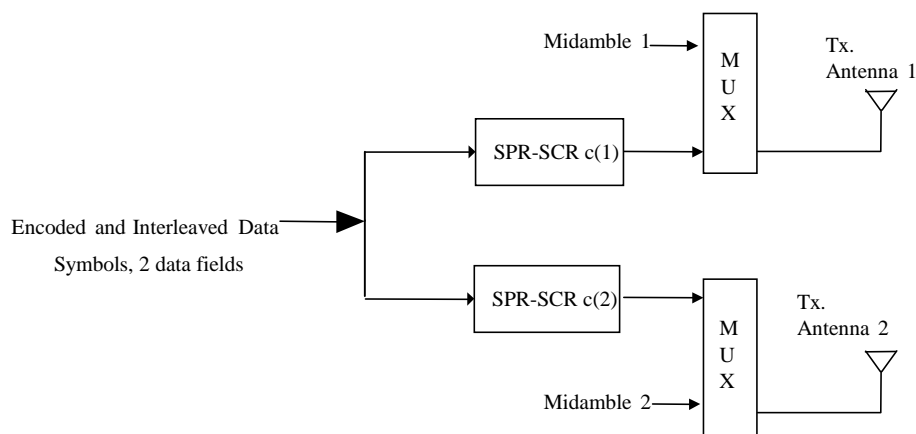 Midamble 1
M
U
X
Tx.
Antenna 1
SPR-SCR c(1)
Encoded and Interleaved Data
Symbols, 2 data fields
SPR-SCR c(2)
M
U
X
Tx.
Antenna 2
Midamble 2